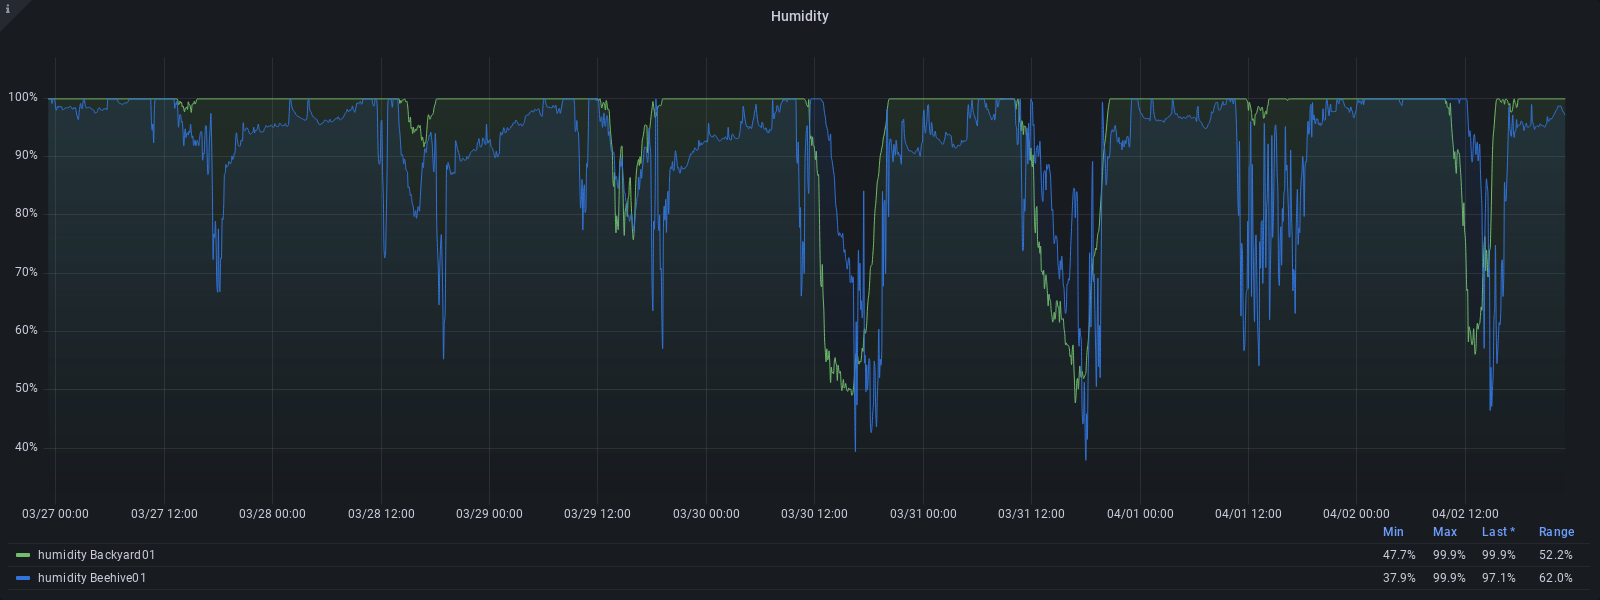 i
Humidity
100%
90%
80%
70%
60%
50%
40%
03/27 00:00 03/27 12:00 03/28 00:00 03/28 12:00 03/29 00:00 03/29 12:00 03/30 00:00 03/30 12:00 03/31 00:00 03/31 12:00 04/01 00:00 04/01 12:00 04/02 00:00 04/02 12:00
Min Max Last * Range
humidity Backyard01 47.7% 99.9% 99.9% 52.2%
humidity Beehive01 37.9% 99.9% 97.1% 62.0%